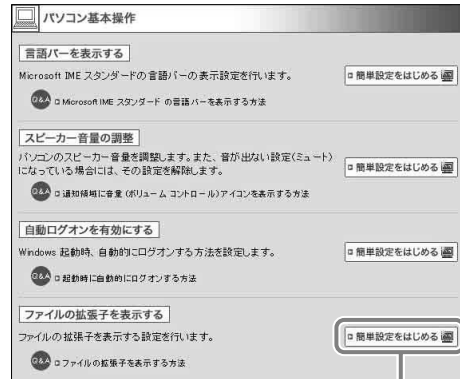 パソコン基本操作
言語バーを表示する
Microsoft IME スタンダードの言語バーの表示設定を行います。
簡単設定をはじめる
Q&A Microsoft IME スタンダード の言語バーを表示する方法
スピーカー音量の調整
パソコンのスピーカー音量を調整します。また、音が出ない設定(ミュート)
になっている場合には、その設定を解除します。
簡単設定をはじめる
Q&A 通知領域に音量 (ボリューム コントロール)アイコンを表示する方法
自動ログオンを有効にする
Windows 起動時、自動的にログオンする方法を設定します。
簡単設定をはじめる
Q&A 起動時に自動的にログオンする方法
ファイルの拡張子を表示する
ファイルの拡張子を表示する設定を行います。
簡単設定をはじめる
Q&A ファイルの拡張子を表示する方法